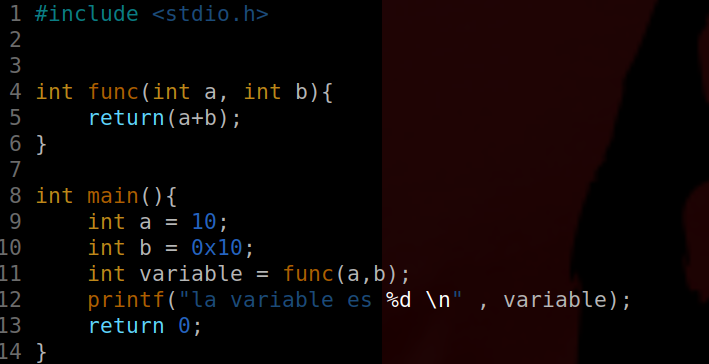 1 #include <stdio.h>
2
3
4 int func(int a, int b){
5     return(a+b);
6 }
7
8 int main(){
9     int a = 10;
10     int b = 0x10;
11     int variable = func(a,b);
12     printf("la variable es %d \n" , variable);
13     return 0;
14 }